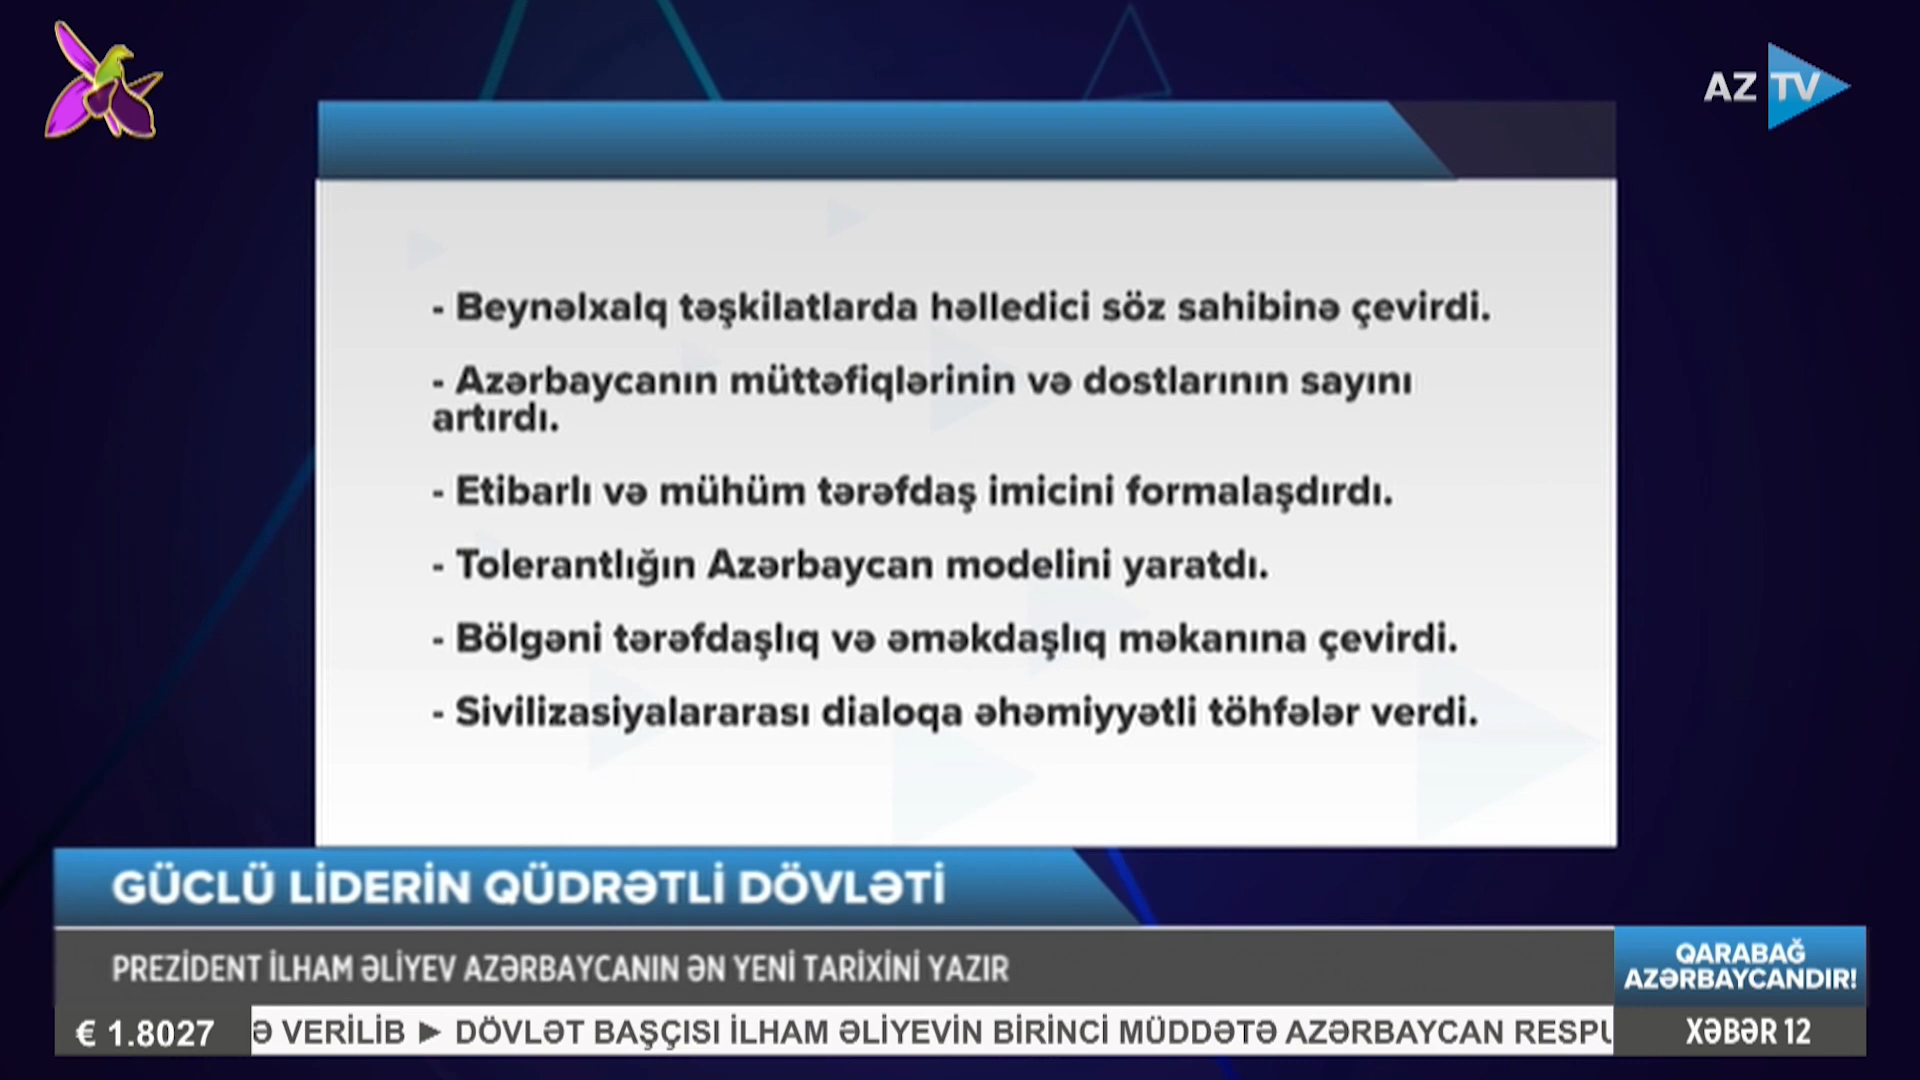 AZ TV
- Beynəlxalq təşkilatlarda həlledici söz sahibinə çevirdi.
- Azərbaycanın müttəfiqlərinin və dostlarının sayını
artırdı.
- Etibarlı və mühüm tərəfdaş imicini formalaşdırdı.
- Tolerantlığın Azərbaycan modelini yaratdı.
- Bölgəni tərəfdaşlıq və əməkdaşlıq məkanına çevirdi.
- Sivilizasiyalararası dialoqa əhəmiyyətli töhfələr verdi.
GÜCLÜ LİDERİN QÜDRƏTLİ DÖVLƏTİ
PREZİDENT İLHAM ƏLİYEV AZƏRBAYCANIN ƏN YENİ TARİXİNİ YAZIR
QARABAĞ
AZƏRBAYCANDIR!
€ 1.8027
Ə VERİLİB ► DÖVLƏT BAŞÇISI İLHAM ƏLİYEVİN BİRİNCİ MÜDDƏTƏ AZƏRBAYCAN RESPU
XƏBƏR 12